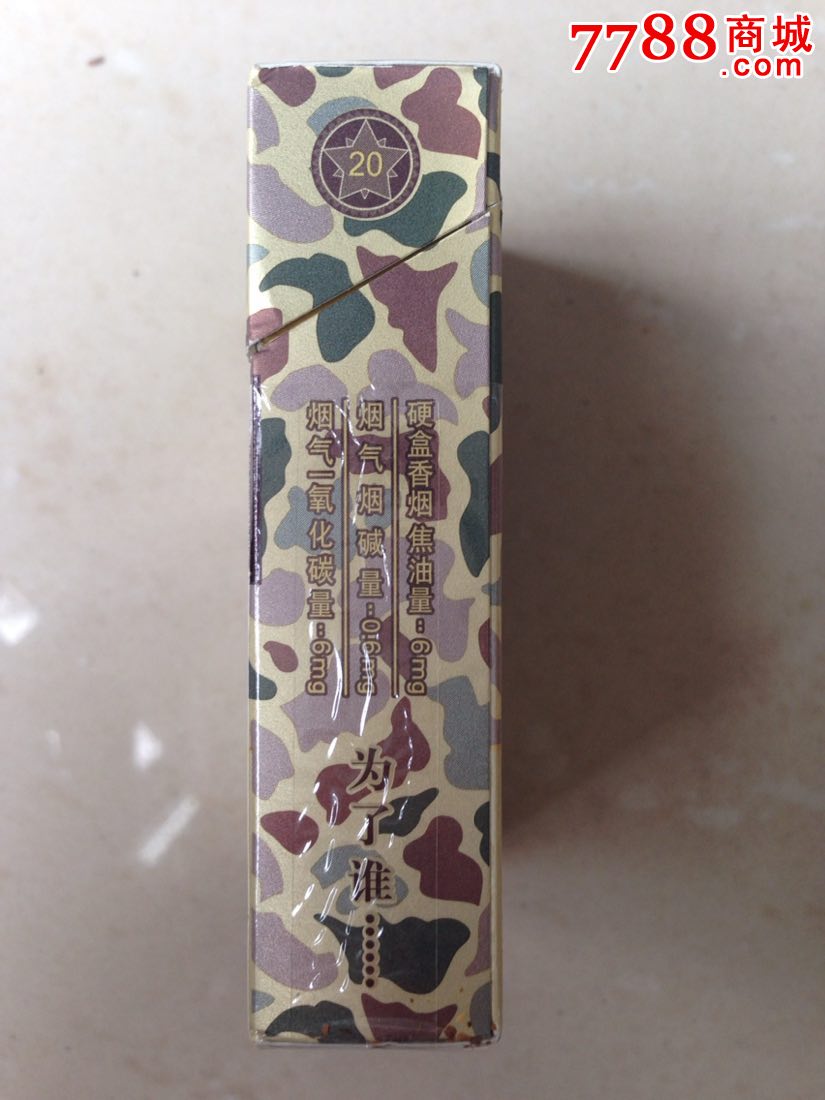 7788商城
.com
20
硬盒香烟焦油量:6mg
烟气烟碱量:0.6mg
烟气一氧化碳量:6mg
为了谁……